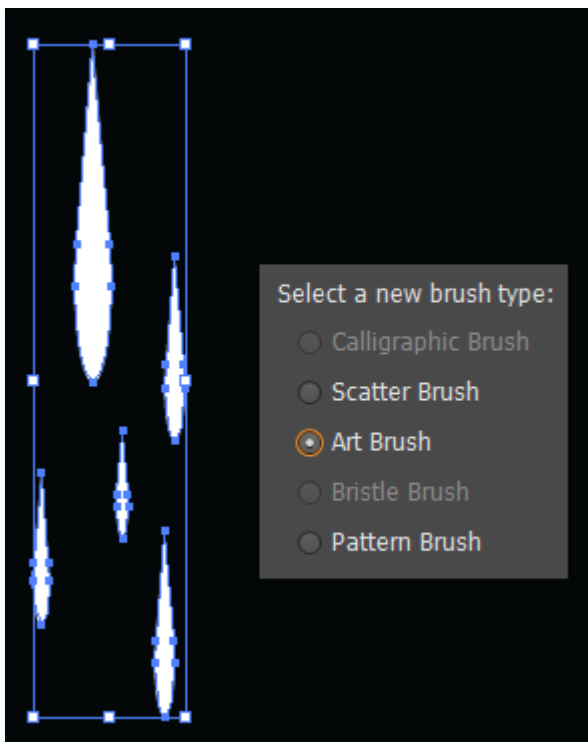 Select a new brush type:
Calligraphic Brush
Scatter Brush
Art Brush
Bristle Brush
Pattern Brush